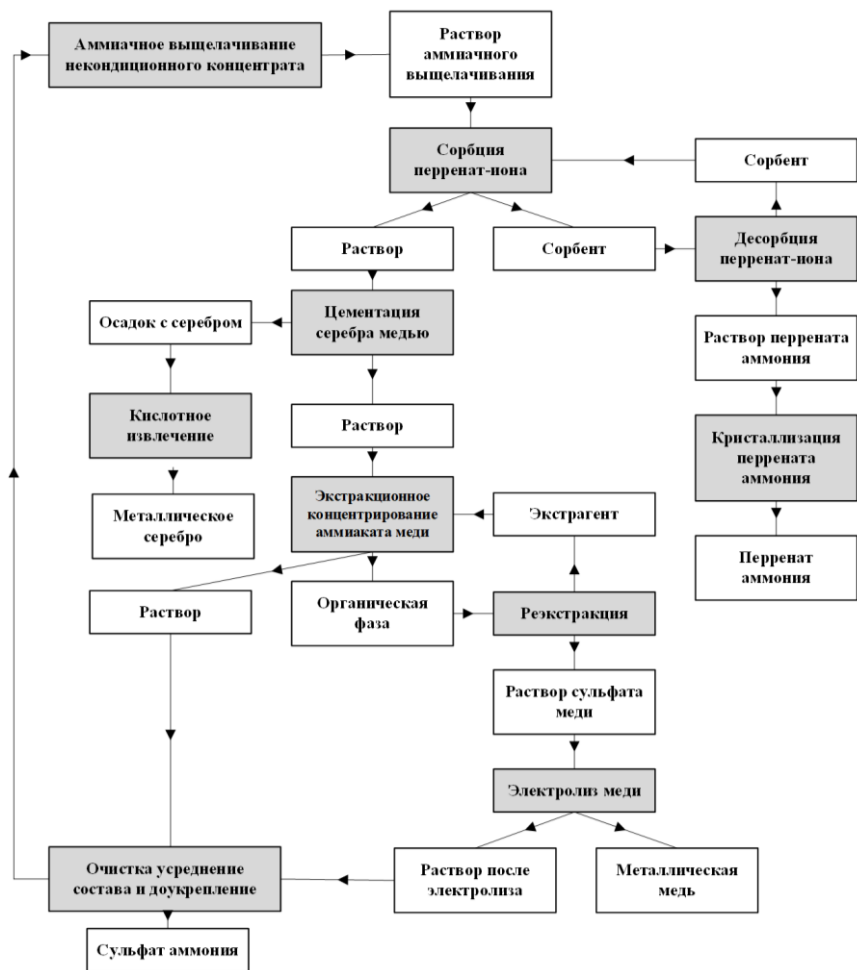 Аммиачное выщелачивание
некондиционного концентрата
Раствор
аммиачного
выщелачивания
Сорбция
перренат-иона
Сорбент
Раствор
Сорбент
Десорбция
перренат-иона
Осадок с серебром
Цементация
серебра медью
Раствор перрената
аммония
Кислотное
извлечение
Раствор
Кристаллизация
перрената
аммония
Металлическое
серебро
Экстракционное
концентрирование
аммиаката меди
Экстрагент
Перренат
аммония
Раствор
Органическая
фаза
Реэкстракция
Раствор сульфата
меди
Электролиз меди
Очистка усреднение
состава и доукрепление
Раствор после
электролиза
Металлическая
медь
Сульфат аммония